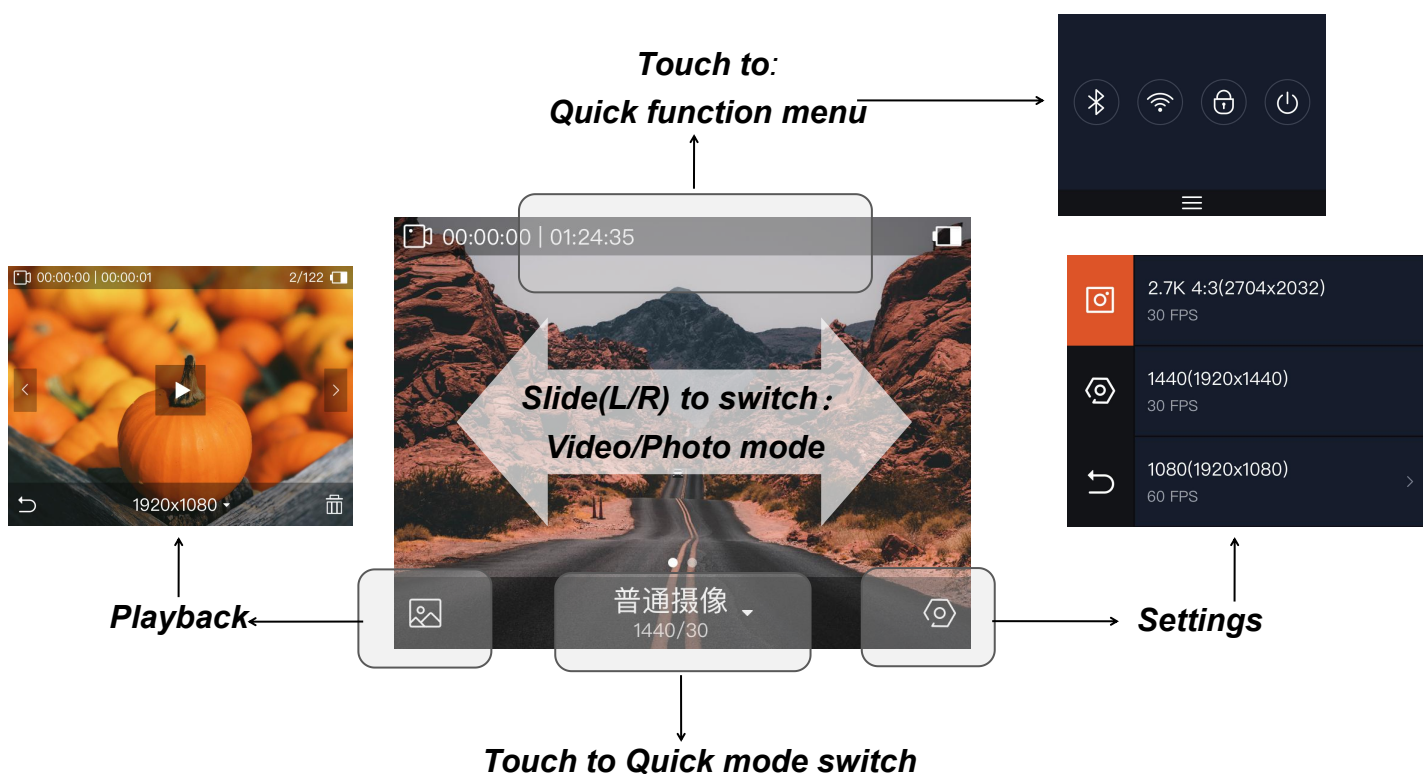 Touch to:
Quick function menu
00:00:00 | 01:24:35
00:00:00 | 00:00:01
2/122
1920x1080
Slide(L/R) to switch：
Video/Photo mode
2.7K 4:3(2704x2032)
30 FPS
1440(1920x1440)
30 FPS
1080(1920x1080)
60 FPS
普通摄像
1440/30
Playback
Settings
Touch to Quick mode switch